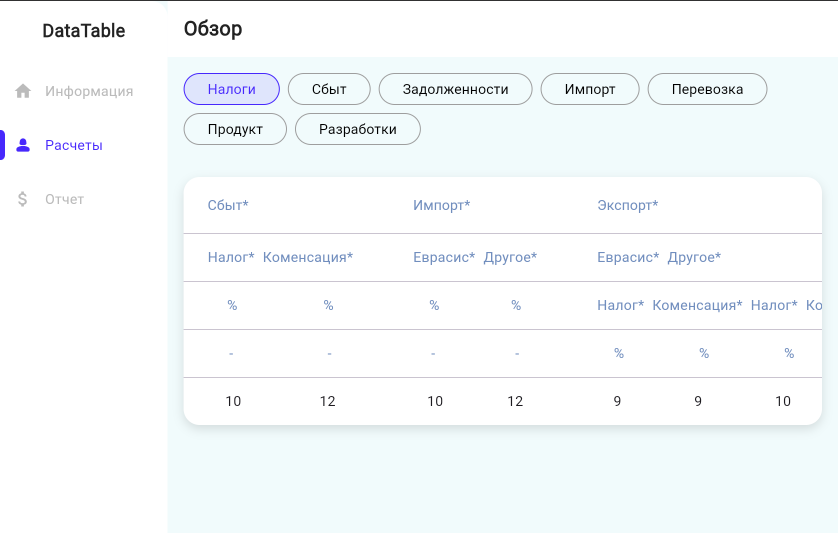 DataTable
Обзор
Информация
Расчеты
$ Отчет
Налоги Сбыт Задолженности Импорт Перевозка
Продукт Разработки
Сбыт* Импорт* Экспорт*
Налог* Коменсация* Еврасис* Другое* Еврасис* Другое*
% % % % Налог* Коменсация* Налог* Ко
- - - - % % %
10 12 10 12 9 9 10